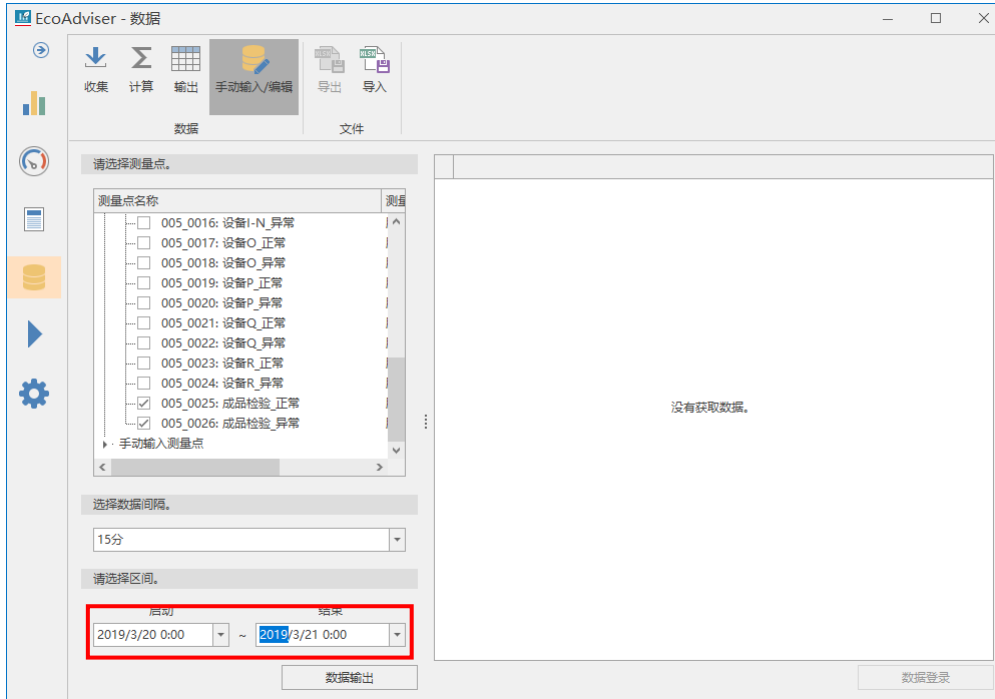 EcoAdviser - 数据
收集 计算 输出 手动输入/编辑 导出 导入
数据 文件
请选择测量点。
测量点名称 测量
005_0016: 设备I-N_异常
005_0017: 设备O_正常
005_0018: 设备O_异常
005_0019: 设备P_正常
005_0020: 设备P_异常
005_0021: 设备Q_正常
005_0022: 设备Q_异常
005_0023: 设备R_正常
005_0024: 设备R_异常
005_0025: 成品检验_正常
005_0026: 成品检验_异常
手动输入测量点
没有获取数据。
选择数据间隔。
15分
请选择区间。
启动 结束
2019/3/20 0:00 ~ 2019/3/21 0:00
数据输出 数据登录